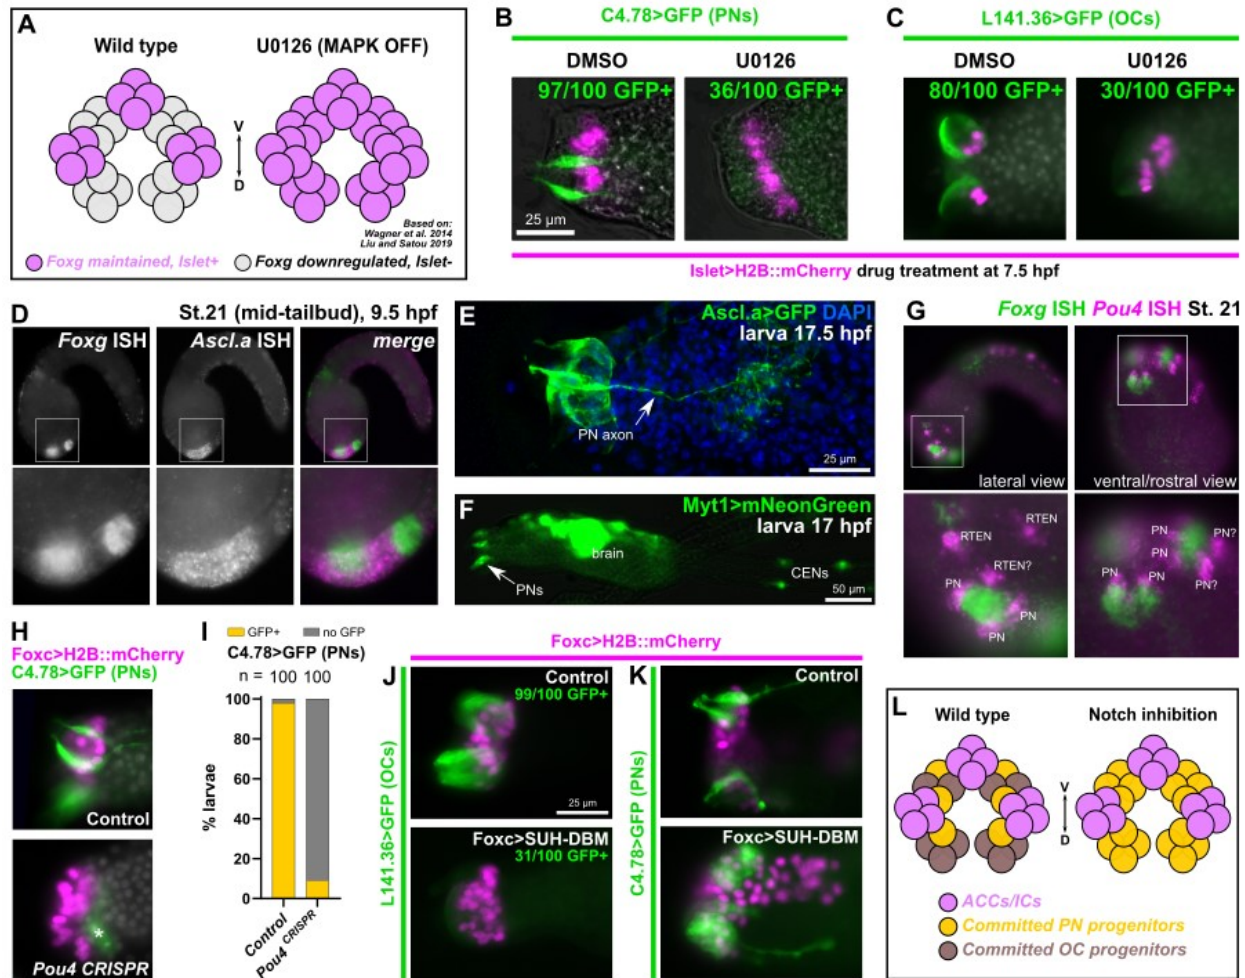 A
Wild type
U0126 (MAPK OFF)
V
D
Based on:
Wagner et al. 2014
Liu and Satou 2019
Foxg maintained, Islet+
Foxg downregulated, Islet-
B
C4.78>GFP (PNs)
DMSO
U0126
97/100 GFP+
36/100 GFP+
25 µm
C
L141.36>GFP (OCs)
DMSO
U0126
80/100 GFP+
30/100 GFP+
Islet>H2B::mCherry drug treatment at 7.5 hpf
D
St.21 (mid-tailbud), 9.5 hpf
Foxg ISH
Ascl.a ISH
merge
E
Ascl.a>GFP DAPI
larva 17.5 hpf
PN axon
25 µm
F
Myt1>mNeonGreen
larva 17 hpf
brain
PNs
CENs
50 µm
G
Foxg ISH Pou4 ISH St. 21
lateral view
ventral/rostral view
RTEN
RTEN
RTEN?
PN
PN
PN
PN
PN?
PN
PN
PN
PN?
H
Foxc>H2B::mCherry
C4.78>GFP (PNs)
Control
*
Pou4 CRISPR
I
GFP+
no GFP
C4.78>GFP (PNs)
n = 100 100
% larvae
100
80
60
40
20
0
Control
Pou4 CRISPR
Foxc>H2B::mCherry
J
L141.36>GFP (OCs)
Control
99/100 GFP+
25 µm
Foxc>SUH-DBM
31/100 GFP+
K
C4.78>GFP (PNs)
Control
Foxc>SUH-DBM
L
Wild type
Notch inhibition
V
D
ACCs/ICs
Committed PN progenitors
Committed OC progenitors